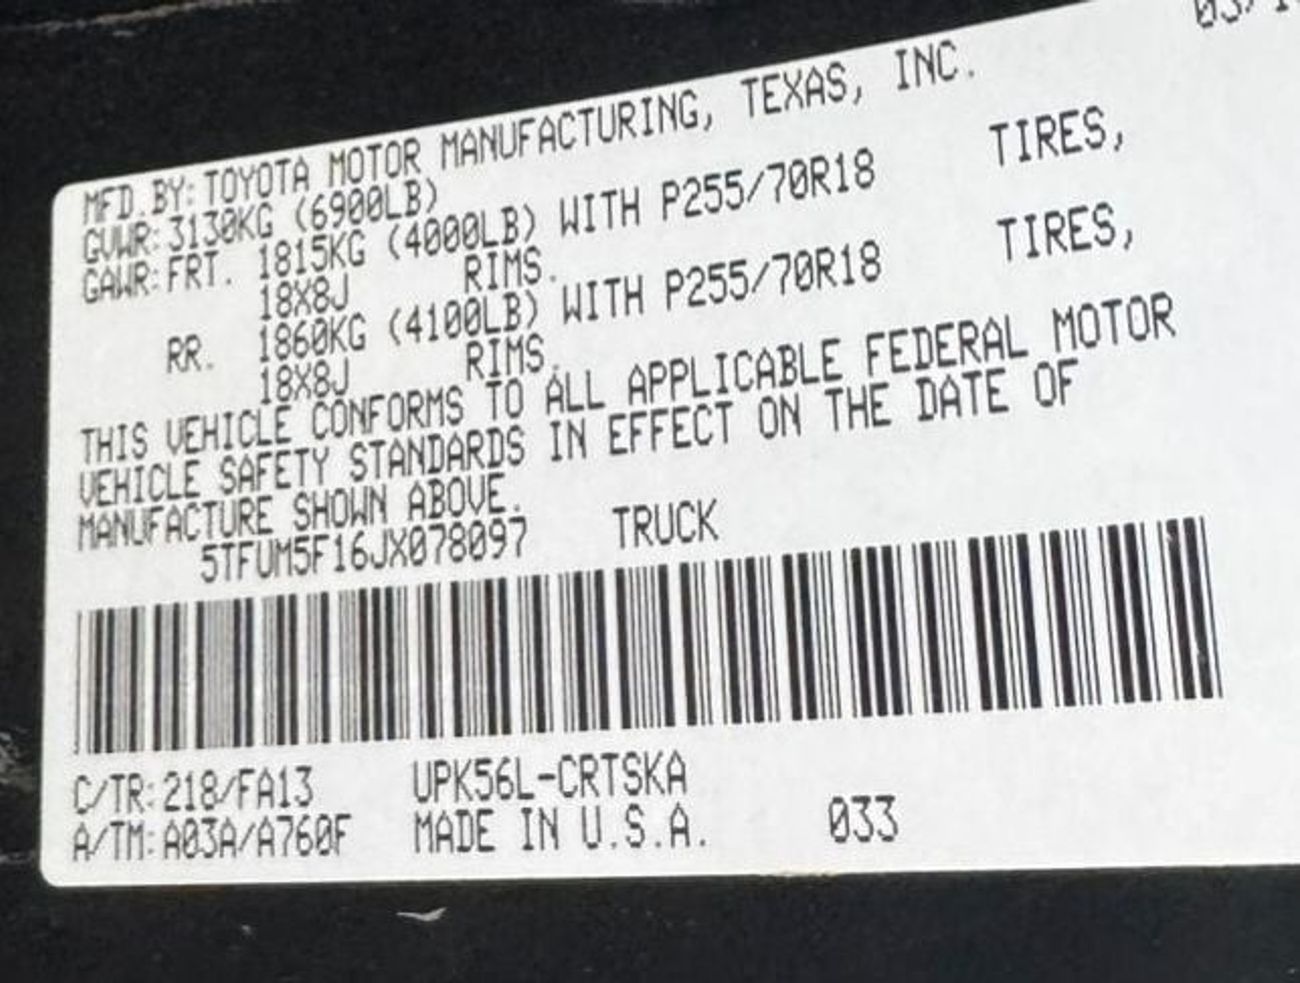 MFD.BY: TOYOTA MOTOR MANUFACTURING, TEXAS, INC.
GVWR: 3130KG (6900LB)
GAWR: FRT. 1815KG (4000LB) WITH P255/70R18 TIRES,
18X8J RIMS.
RR. 1860KG (4100LB) WITH P255/70R18 TIRES,
18X8J RIMS.
THIS VEHICLE CONFORMS TO ALL APPLICABLE FEDERAL MOTOR
VEHICLE SAFETY STANDARDS IN EFFECT ON THE DATE OF
MANUFACTURE SHOWN ABOVE.
5TFUM5F16JX078097 TRUCK
C/TR: 218/FA13 UPK56L-CRTSKA
A/TM: A03A/A760F MADE IN U.S.A. 033